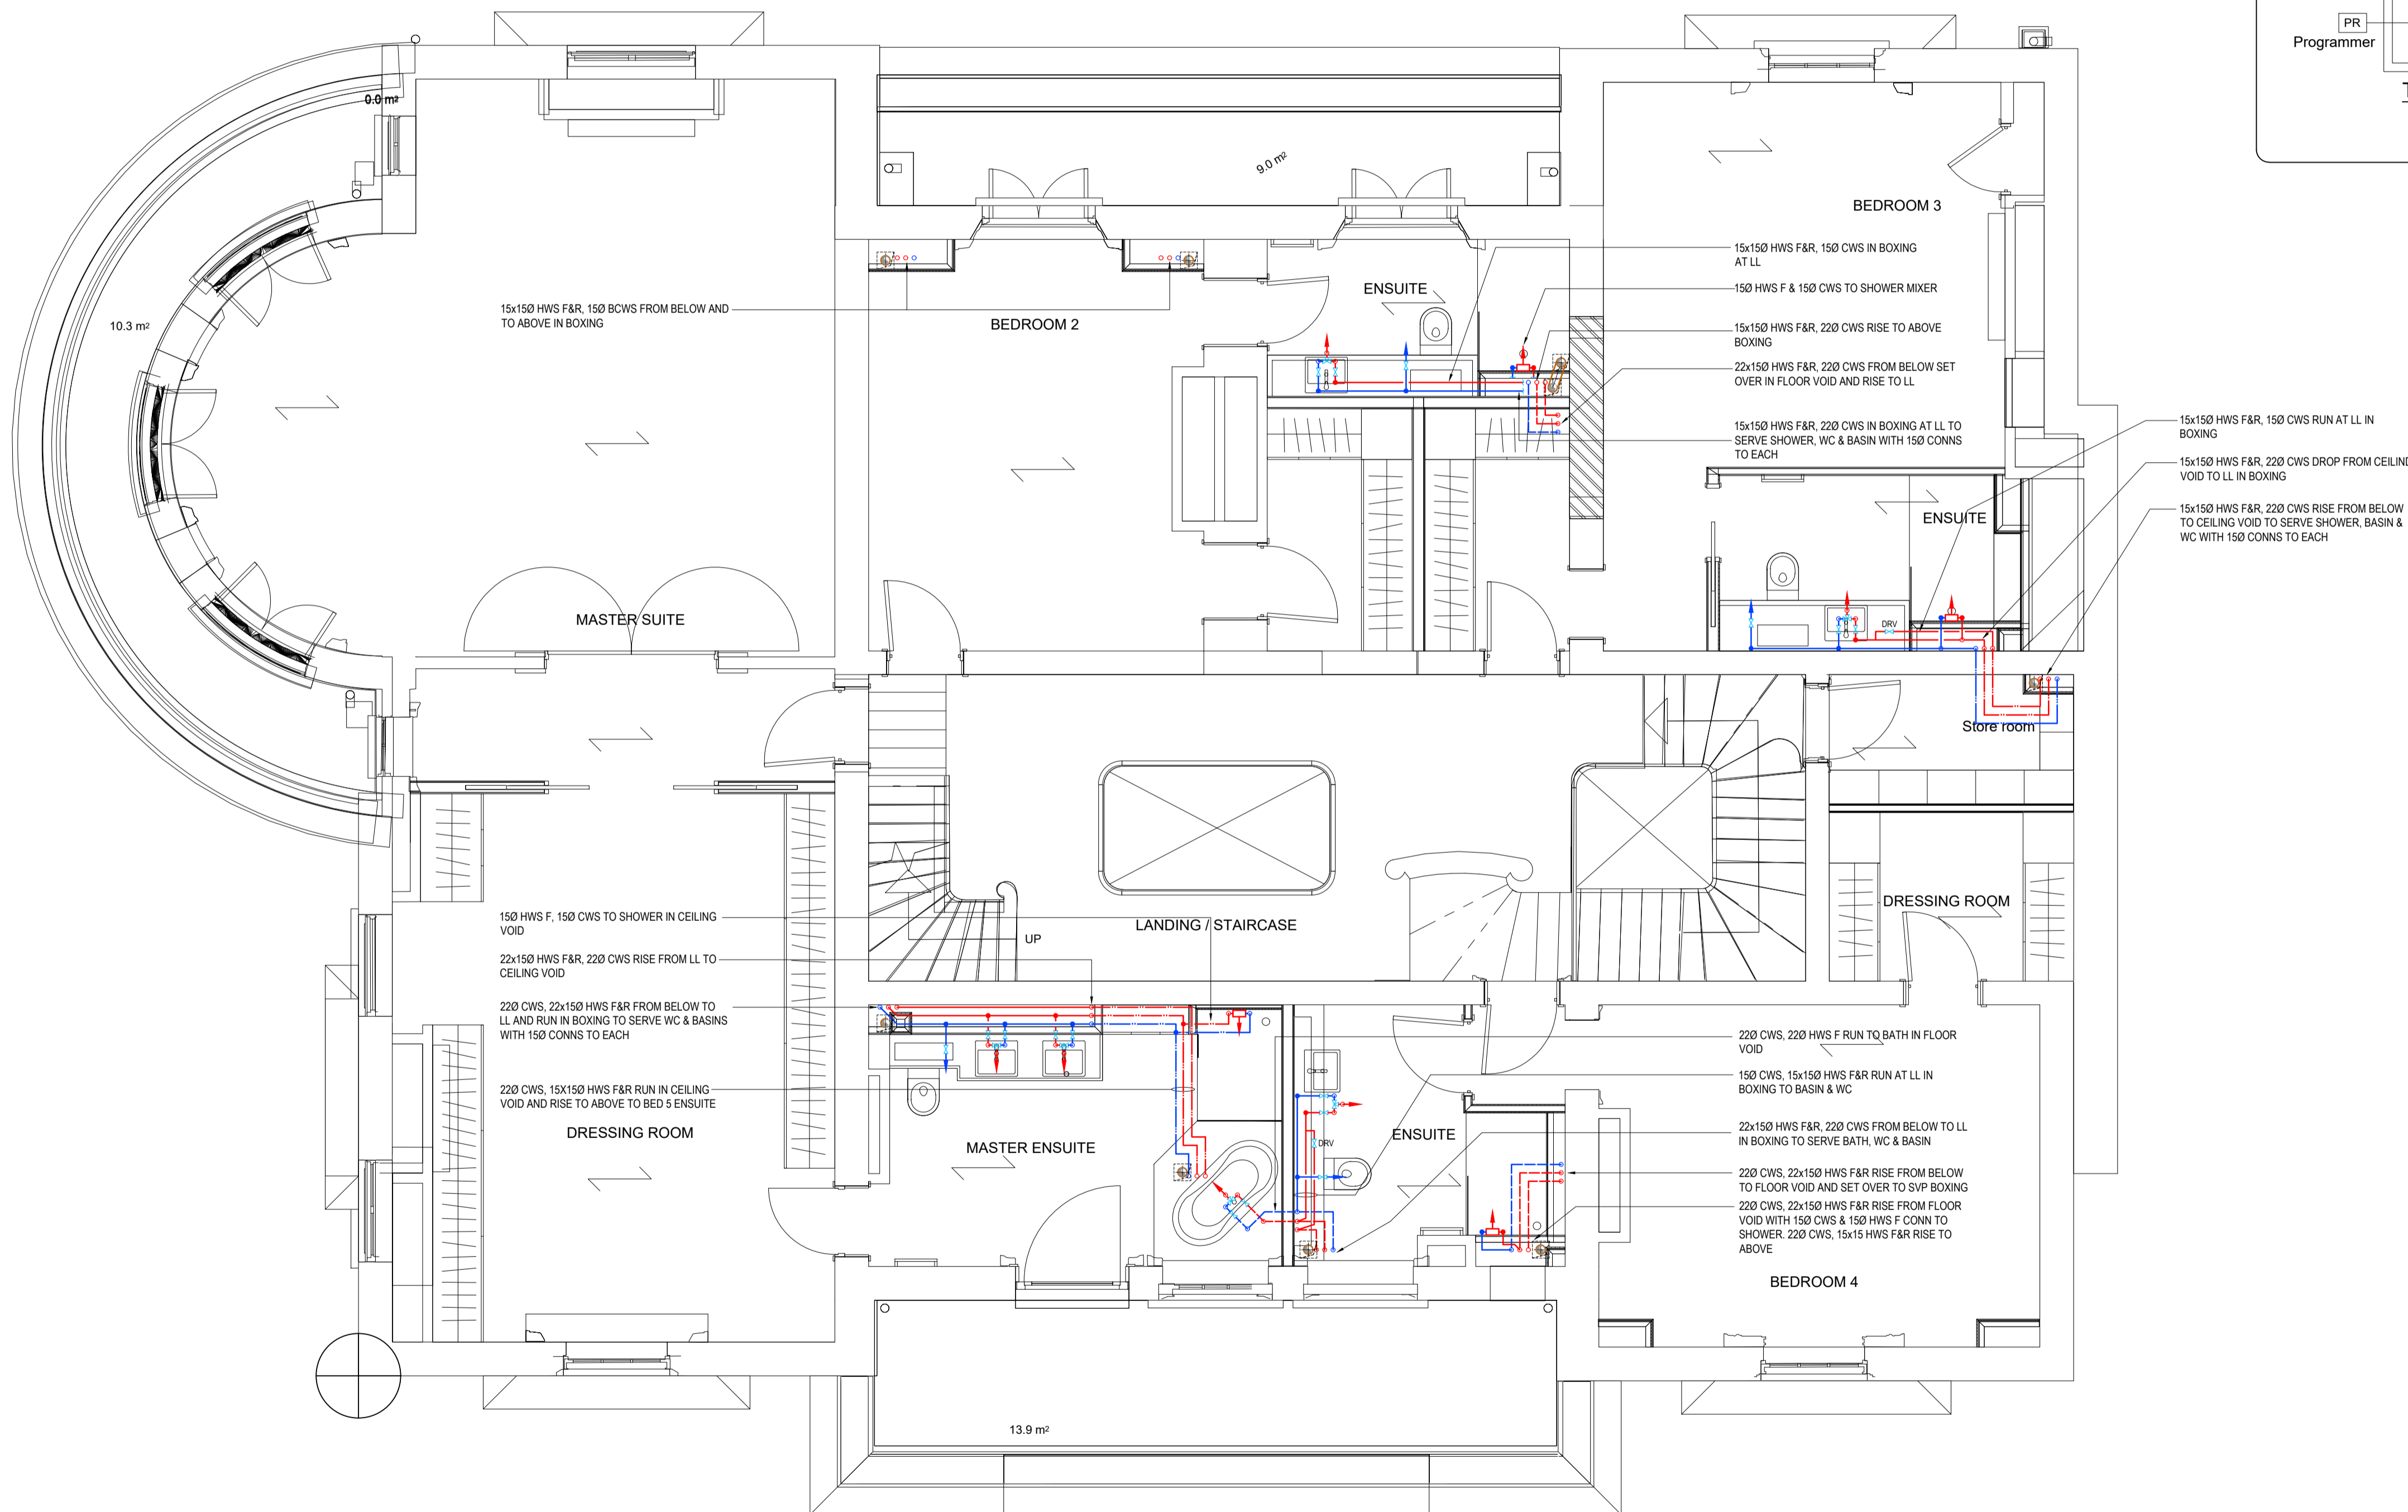 PR
Programmer
0.0 m²
9.0 m²
BEDROOM 3
15x15Ø HWS F&R, 15Ø CWS IN BOXING
AT LL
ENSUITE
15Ø HWS F & 15Ø CWS TO SHOWER MIXER
15x15Ø HWS F&R, 15Ø BCWS FROM BELOW AND
TO ABOVE IN BOXING
10.3 m²
BEDROOM 2
15x15Ø HWS F&R, 22Ø CWS RISE TO ABOVE
BOXING
22x15Ø HWS F&R, 22Ø CWS FROM BELOW SET
OVER IN FLOOR VOID AND RISE TO LL
15x15Ø HWS F&R, 22Ø CWS IN BOXING AT LL TO
SERVE SHOWER, WC & BASIN WITH 15Ø CONNS
TO EACH
15x15Ø HWS F&R, 15Ø CWS RUN AT LL IN
BOXING
15x15Ø HWS F&R, 22Ø CWS DROP FROM CEILIND
VOID TO LL IN BOXING
15x15Ø HWS F&R, 22Ø CWS RISE FROM BELOW
TO CEILING VOID TO SERVE SHOWER, BASIN &
WC WITH 15Ø CONNS TO EACH
ENSUITE
MASTER SUITE
DRV
Store room
DRESSING ROOM
15Ø HWS F, 15Ø CWS TO SHOWER IN CEILING
VOID
LANDING / STAIRCASE
UP
22x15Ø HWS F&R, 22Ø CWS RISE FROM LL TO
CEILING VOID
22Ø CWS, 22x15Ø HWS F&R FROM BELOW TO
LL AND RUN IN BOXING TO SERVE WC & BASINS
WITH 15Ø CONNS TO EACH
22Ø CWS, 15X15Ø HWS F&R RUN IN CEILING
VOID AND RISE TO ABOVE TO BED 5 ENSUITE
DRESSING ROOM
MASTER ENSUITE
DRV
ENSUITE
22Ø CWS, 22Ø HWS F RUN TO BATH IN FLOOR
VOID
15Ø CWS, 15x15Ø HWS F&R RUN AT LL IN
BOXING TO BASIN & WC
22x15Ø HWS F&R, 22Ø CWS FROM BELOW TO LL
IN BOXING TO SERVE BATH, WC & BASIN
22Ø CWS, 22x15Ø HWS F&R RISE FROM BELOW
TO FLOOR VOID AND SET OVER TO SVP BOXING
22Ø CWS, 22x15Ø HWS F&R RISE FROM FLOOR
VOID WITH 15Ø CWS & 15Ø HWS F CONN TO
SHOWER. 22Ø CWS, 15x15 HWS F&R RISE TO
ABOVE
BEDROOM 4
13.9 m²